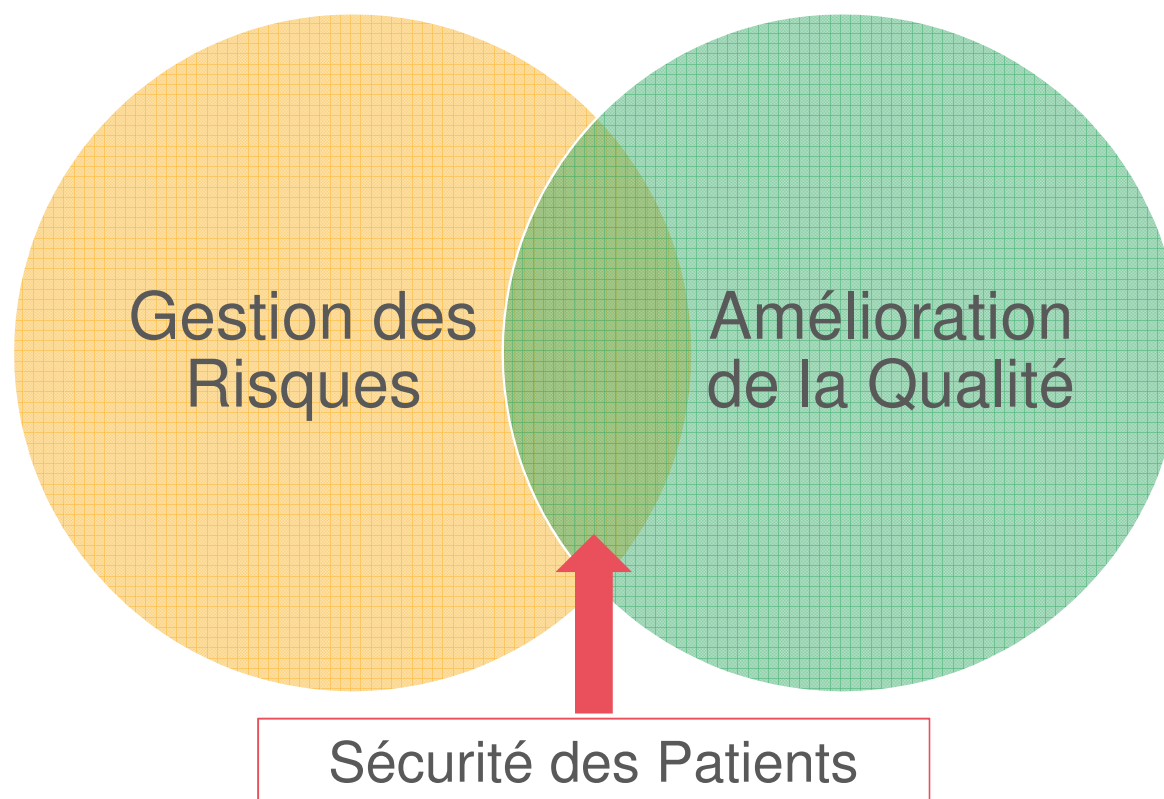 Gestion des
Risques
Amélioration
de la Qualité
Sécurité des Patients